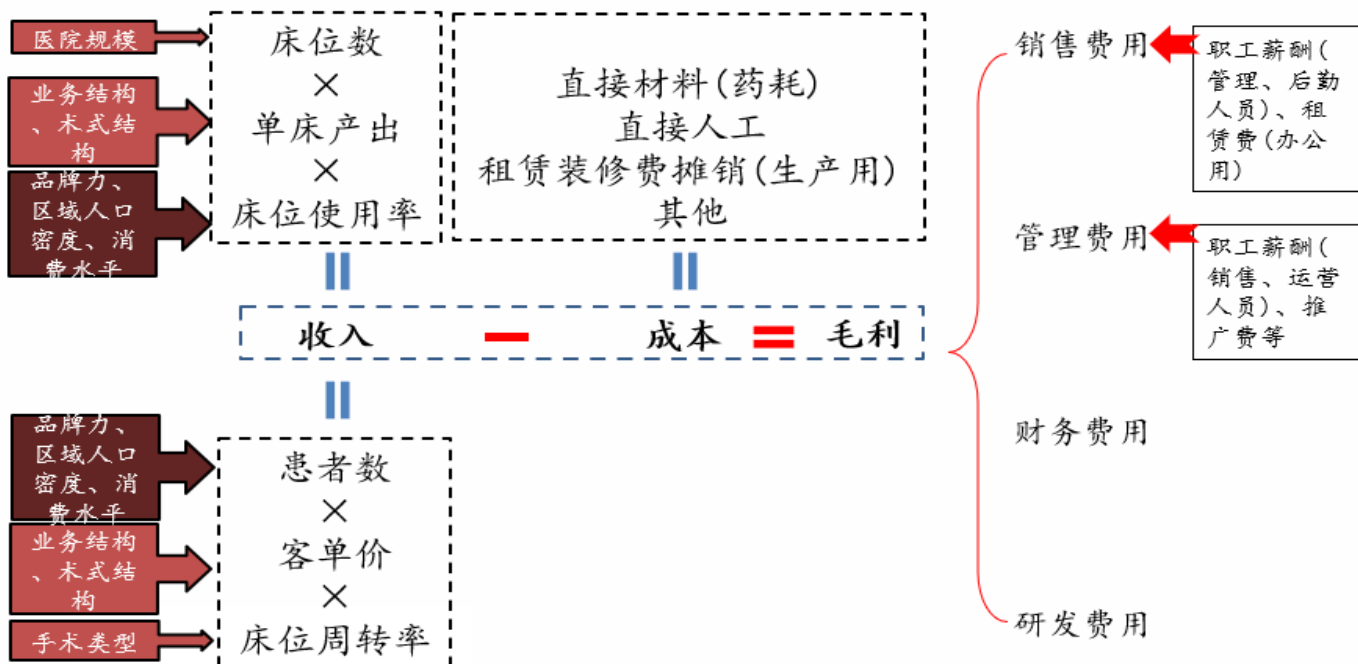 医院规模
业务结构
、术式结
构
品牌力、
区域人口
密度、消
费水平
床位数
×
单床产出
×
床位使用率
直接材料(药耗)
直接人工
租赁装修费摊销(生产用)
其他
收入
成本
毛利
品牌力、
区域人口
密度、消
费水平
业务结构
、术式结
构
手术类型
患者数
×
客单价
×
床位周转率
销售费用
职工薪酬(
管理、后勤
人员)、租
赁费(办公
用)
管理费用
职工薪酬(
销售、运营
人员)、推
广费等
财务费用
研发费用